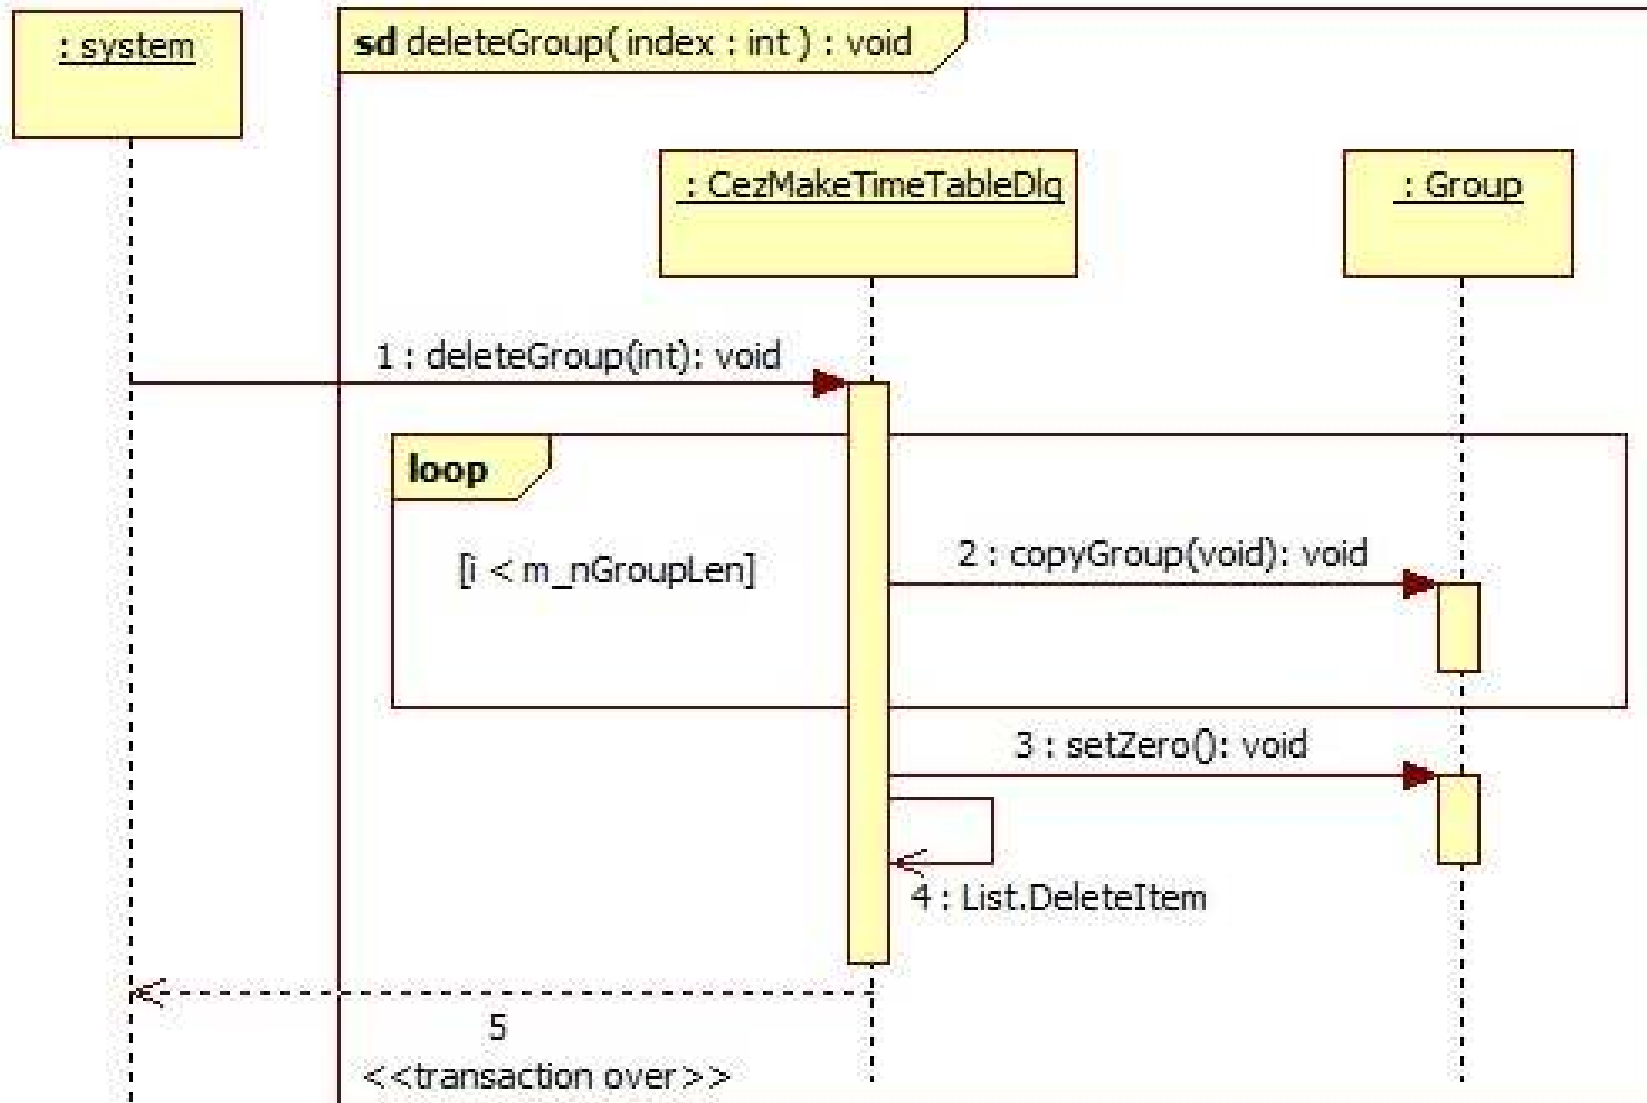 : system
sd deleteGroup( index : int ) : void
: CezMakeTimeTableDlg
: Group
1 : deleteGroup(int): void
loop
[i < m_nGroupLen]
2 : copyGroup(void): void
3 : setZero(): void
4 : List.DeleteItem
5
<<transaction over>>